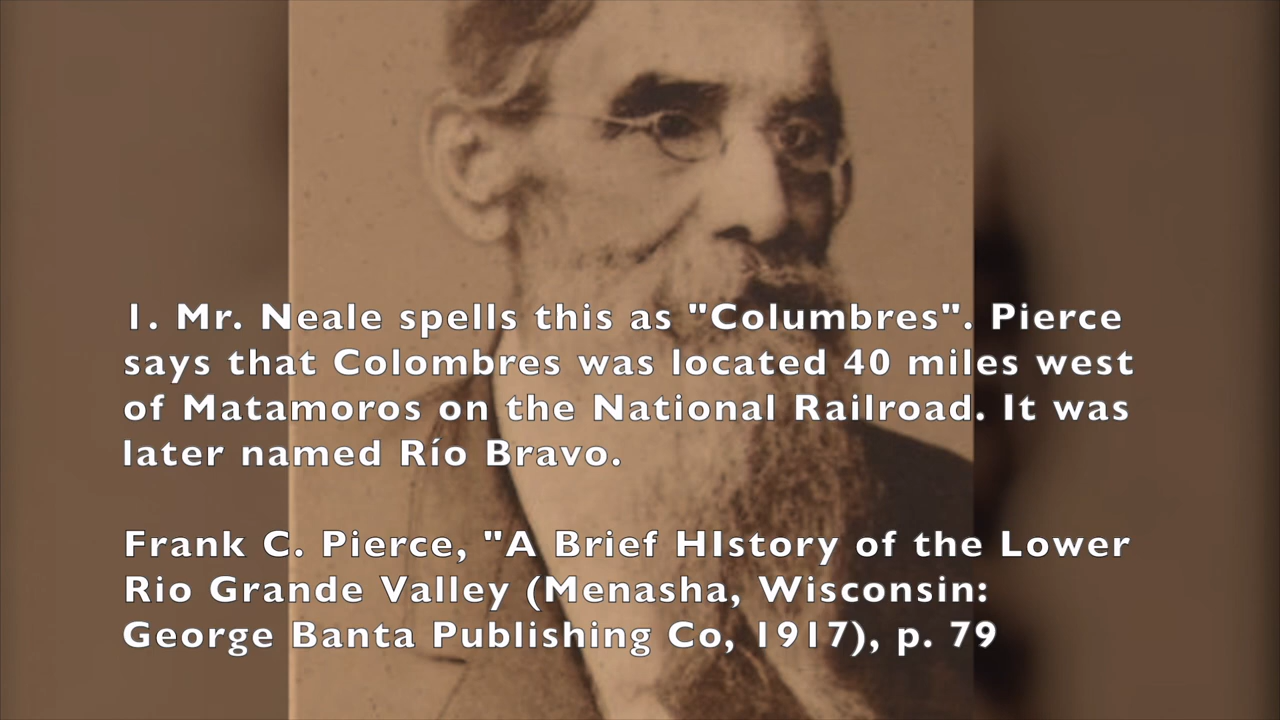 1. Mr. Neale spells this as "Columbres". Pierce
says that Colombres was located 40 miles west
of Matamoros on the National Railroad. It was
later named Río Bravo.
Frank C. Pierce, "A Brief HIstory of the Lower
Rio Grande Valley (Menasha, Wisconsin:
George Banta Publishing Co, 1917), p. 79